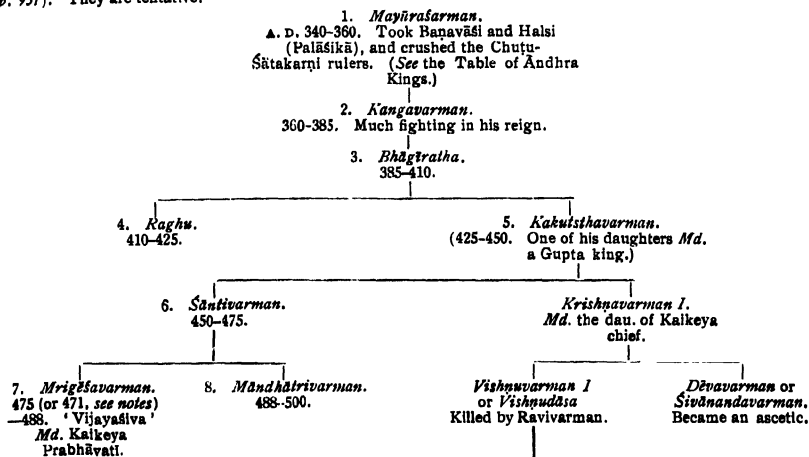 p. 957). They are tentative.
1. Mayūraśarman.
A. D. 340–360. Took Baṇavāśi and Halsi
(Palāśikā), and crushed the Chuṭu-
Śātakarṇi rulers. (See the Table of Āndhra
Kings.)
2. Kangavarman.
360–385. Much fighting in his reign.
3. Bhāgīratha.
385–410.
4. Raghu.
410–425.
5. Kakutsthavarman.
(425–450. One of his daughters Md.
a Gupta king.)
6. Śāntivarman.
450–475.
Krishṇavarman I.
Md. the dau. of Kaikeya
chief.
7. Mrigēśavarman.
475 (or 471, see notes)
—488. ‘Vijayaśiva’
Md. Kaikeya
Prabhāvatī.
8. Māndhātrivarman.
488–500.
Vishṇuvarman I
or Vishṇudāsa
Killed by Ravivarman.
Dēvavarman or
Śivānandavarman.
Became an ascetic.